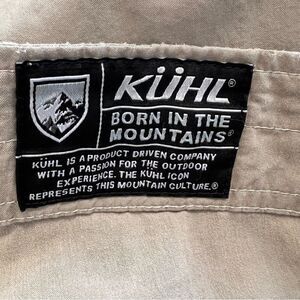 KÜHL®
BORN IN THE
MOUNTAINS®
KÜHL IS A PRODUCT DRIVEN COMPANY
WITH A PASSION FOR THE OUTDOOR
EXPERIENCE. THE KÜHL ICON
REPRESENTS THIS MOUNTAIN CULTURE.®